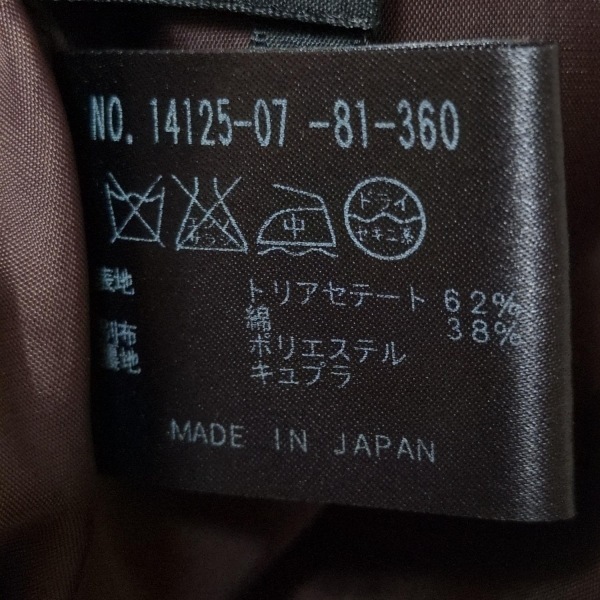 NO. 14125-07 -81-360
中 ドライ
セキユ系
表地 トリアセテート 62%
綿 38%
別布 ポリエステル
裏地 キュプラ
MADE IN JAPAN